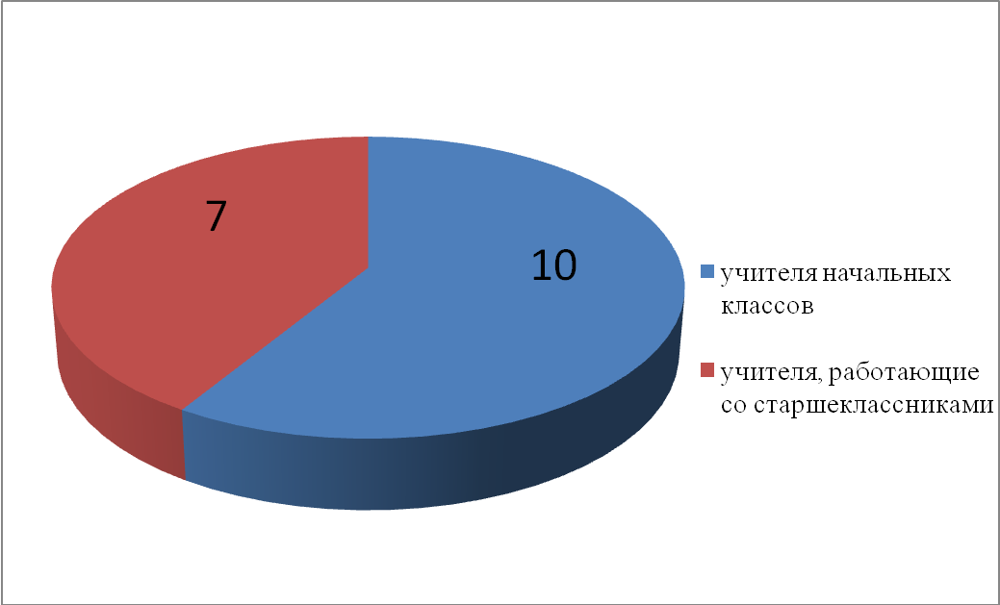 7
10
учителя начальных
классов
учителя, работающие
со старшеклассниками